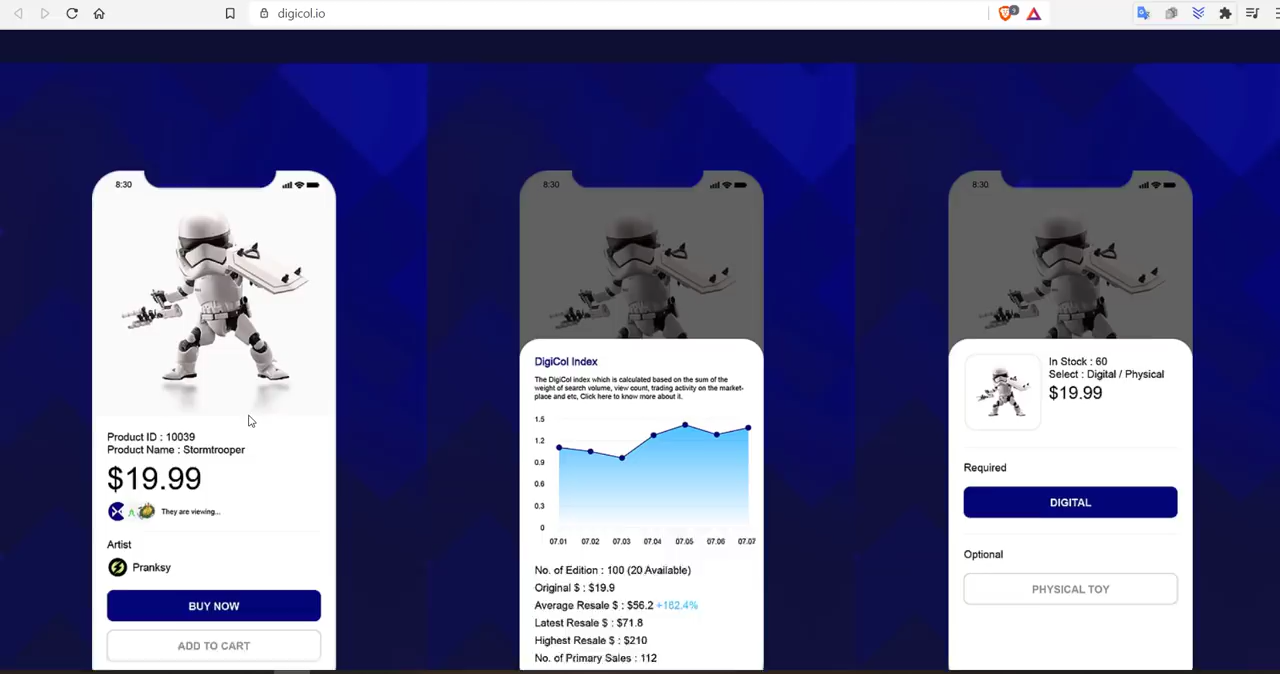 digicol.io
9
8:30
Product ID : 10039
Product Name : Stormtrooper
$19.99
They are viewing...
Artist
Pranksy
BUY NOW
ADD TO CART
8:30
DigiCol Index
The DigiCol index which is calculated based on the sum of the
weight of search volume, view count, trading activity on the market-
place and etc, Click here to know more about it.
1.5
1.2
0.9
0.6
0.3
0
07.01 07.02 07.03 07.04 07.05 07.06 07.07
No. of Edition : 100 (20 Available)
Original $ : $19.9
Average Resale $ : $56.2 +182.4%
Latest Resale $ : $71.8
Highest Resale $ : $210
No. of Primary Sales : 112
8:30
In Stock : 60
Select : Digital / Physical
$19.99
Required
DIGITAL
Optional
PHYSICAL TOY